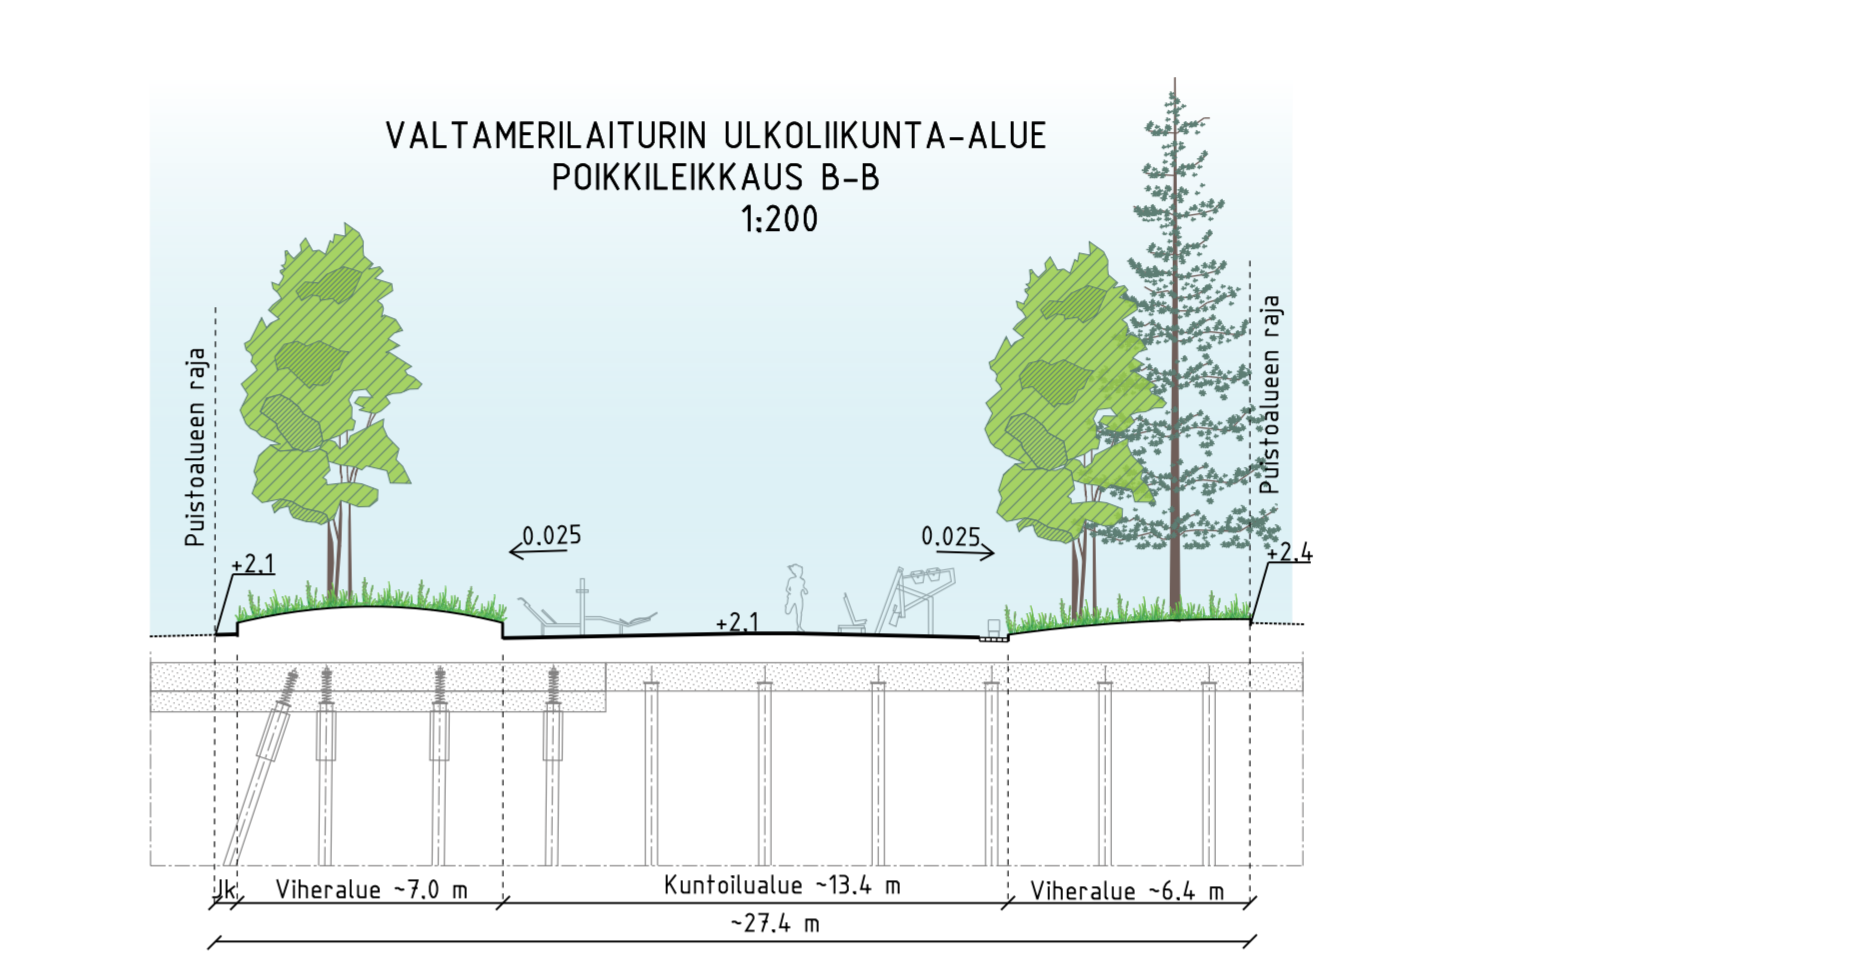 VALTAMERILAITURIN ULKOLIIKUNTA-ALUE
POIKKILEIKKAUS B-B
1:200
Puistoalueen raja
Puistoalueen raja
0.025
0.025
+2.1
+2.1
+2.4
Jk
Viheralue ~7.0 m
Kuntoilualue ~13.4 m
Viheralue ~6.4 m
~27.4 m